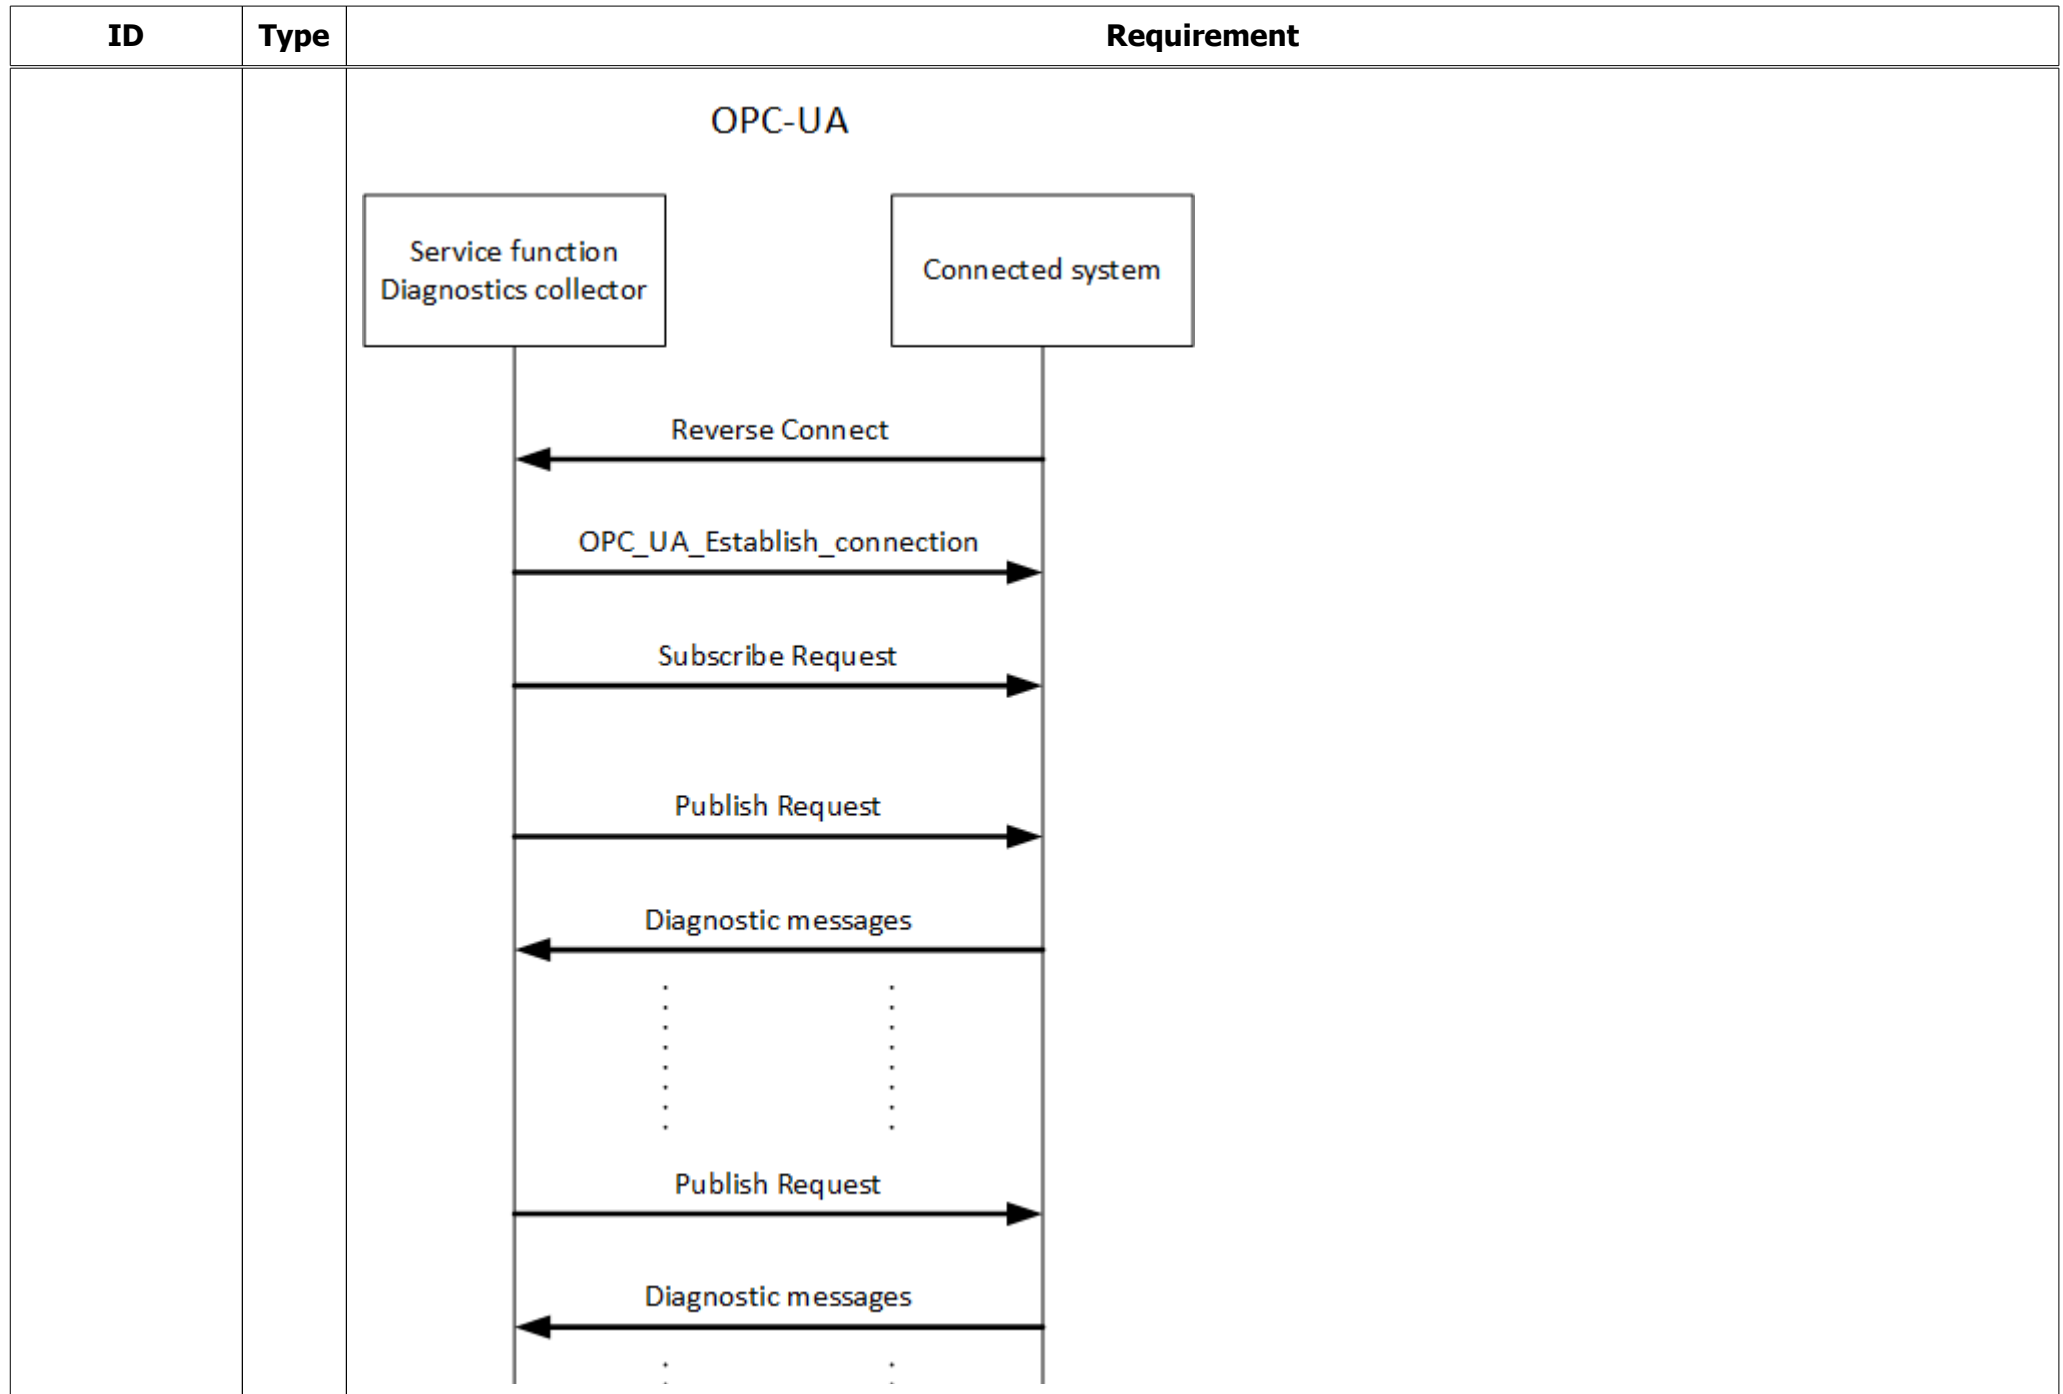 ID Type Requirement
OPC-UA
Service function
Diagnostics collector
Connected system
Reverse Connect
OPC_UA_Establish_connection
Subscribe Request
Publish Request
Diagnostic messages
Publish Request
Diagnostic messages